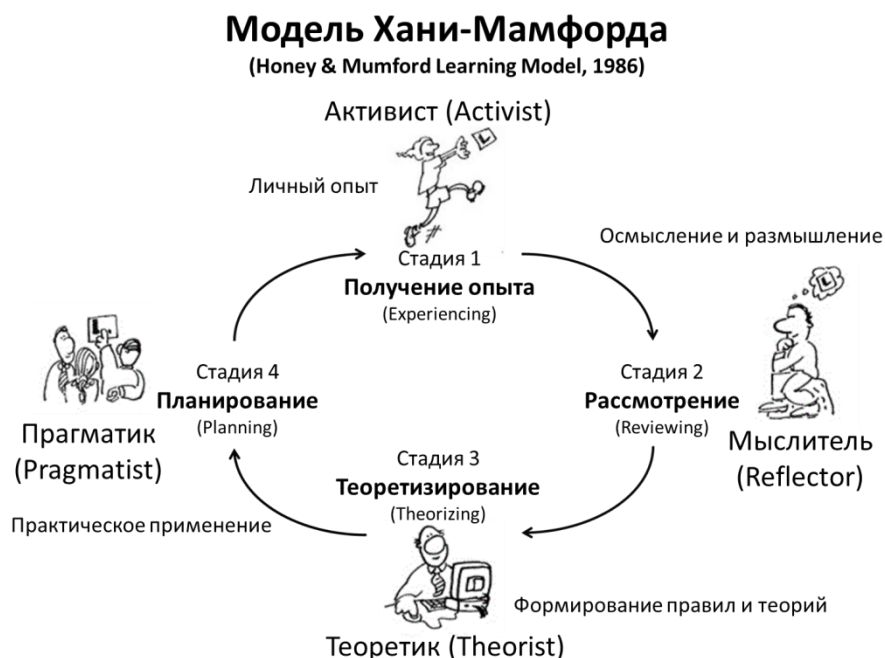 Модель Хани-Мамфорда
(Honey & Mumford Learning Model, 1986)
Активист (Activist)
Личный опыт
Осмысление и размышление
Стадия 1
Получение опыта
(Experiencing)
Стадия 4
Планирование
(Planning)
Стадия 2
Рассмотрение
(Reviewing)
Прагматик
(Pragmatist)
Мыслитель
(Reflector)
Стадия 3
Теоретизирование
(Theorizing)
Практическое применение
Формирование правил и теорий
Теоретик (Theorist)